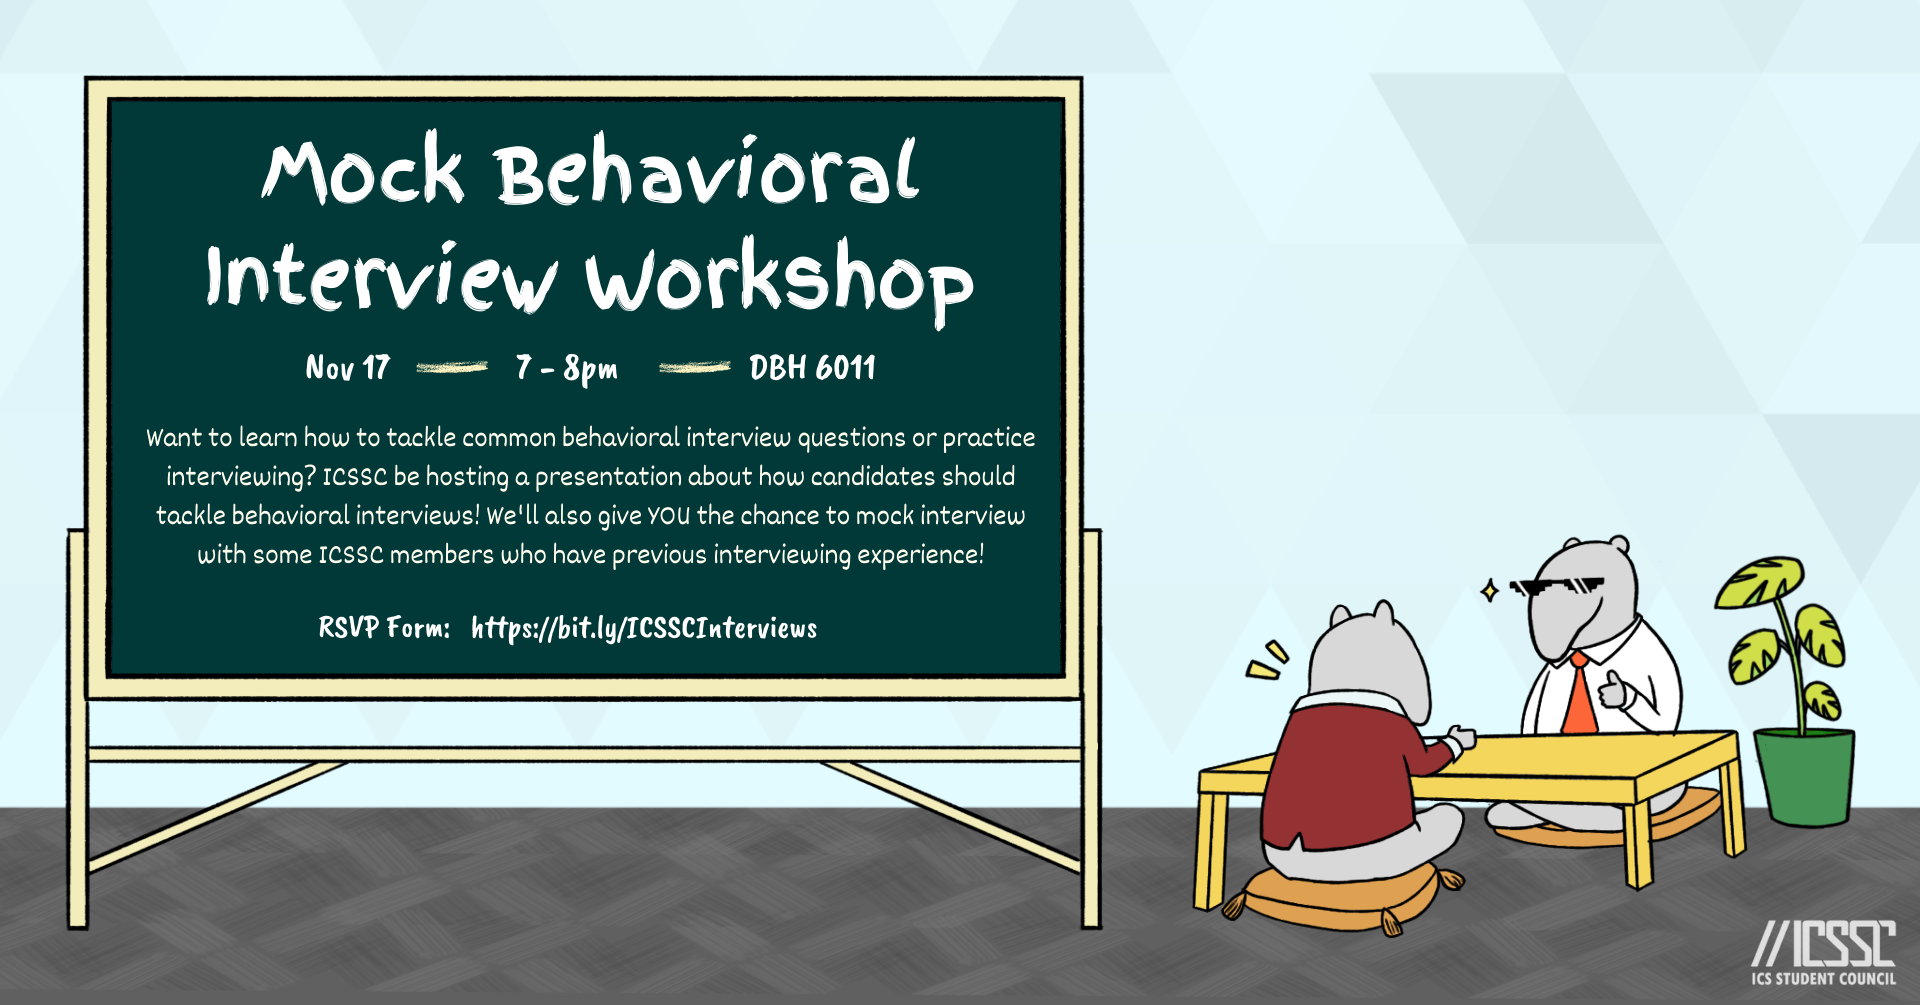 Mock Behavioral
Interview Workshop
Nov 17 7 - 8pm DBH 6011
Want to learn how to tackle common behavioral interview questions or practice
interviewing? ICSSC be hosting a presentation about how candidates should
tackle behavioral interviews! We'll also give YOU the chance to mock interview
with some ICSSC members who have previous interviewing experience!
RSVP Form: https://bit.ly/ICSSCInterviews
//ICSSC
ICS STUDENT COUNCIL